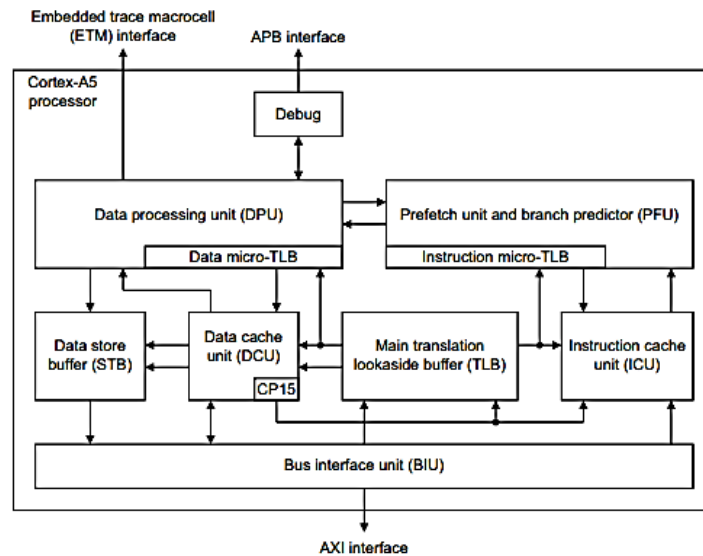 Embedded trace macrocell
(ETM) interface
APB interface
Cortex-A5
processor
Debug
Data processing unit (DPU)
Prefetch unit and branch predictor (PFU)
Data micro-TLB
Instruction micro-TLB
Data store
buffer (STB)
Data cache
unit (DCU)
CP15
Main translation
lookaside buffer (TLB)
Instruction cache
unit (ICU)
Bus interface unit (BIU)
AXI interface